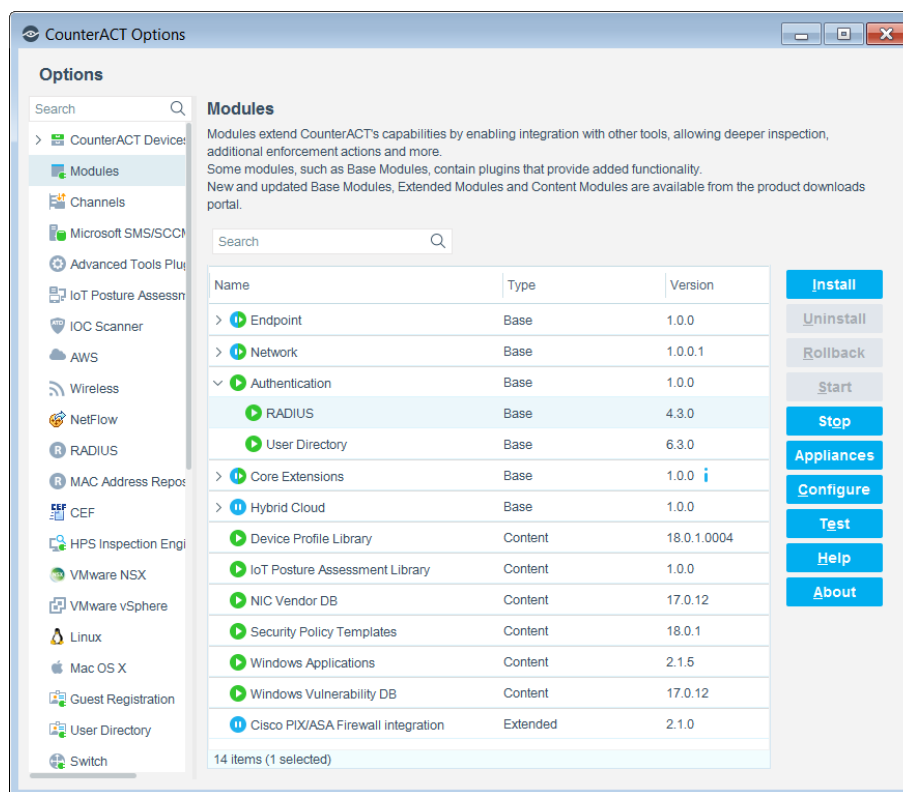 CounterACT Options
Options
Search
CounterACT Device
Modules
Channels
Microsoft SMS/SCC
Advanced Tools Plu
IoT Posture Assessm
IOC Scanner
AWS
Wireless
NetFlow
RADIUS
MAC Address Repos
CEF
HPS Inspection Engi
VMware NSX
VMware vSphere
Linux
Mac OS X
Guest Registration
User Directory
Switch
Modules
Modules extend CounterACT's capabilities by enabling integration with other tools, allowing deeper inspection,
additional enforcement actions and more.
Some modules, such as Base Modules, contain plugins that provide added functionality.
New and updated Base Modules, Extended Modules and Content Modules are available from the product downloads
portal.
Search
Name Type Version
Endpoint Base 1.0.0
Network Base 1.0.0.1
Authentication Base 1.0.0
RADIUS Base 4.3.0
User Directory Base 6.3.0
Core Extensions Base 1.0.0 i
Hybrid Cloud Base 1.0.0
Device Profile Library Content 18.0.1.0004
IoT Posture Assessment Library Content 1.0.0
NIC Vendor DB Content 17.0.12
Security Policy Templates Content 18.0.1
Windows Applications Content 2.1.5
Windows Vulnerability DB Content 17.0.12
Cisco PIX/ASA Firewall integration Extended 2.1.0
14 items (1 selected)
Install
Uninstall
Rollback
Start
Stop
Appliances
Configure
Test
Help
About